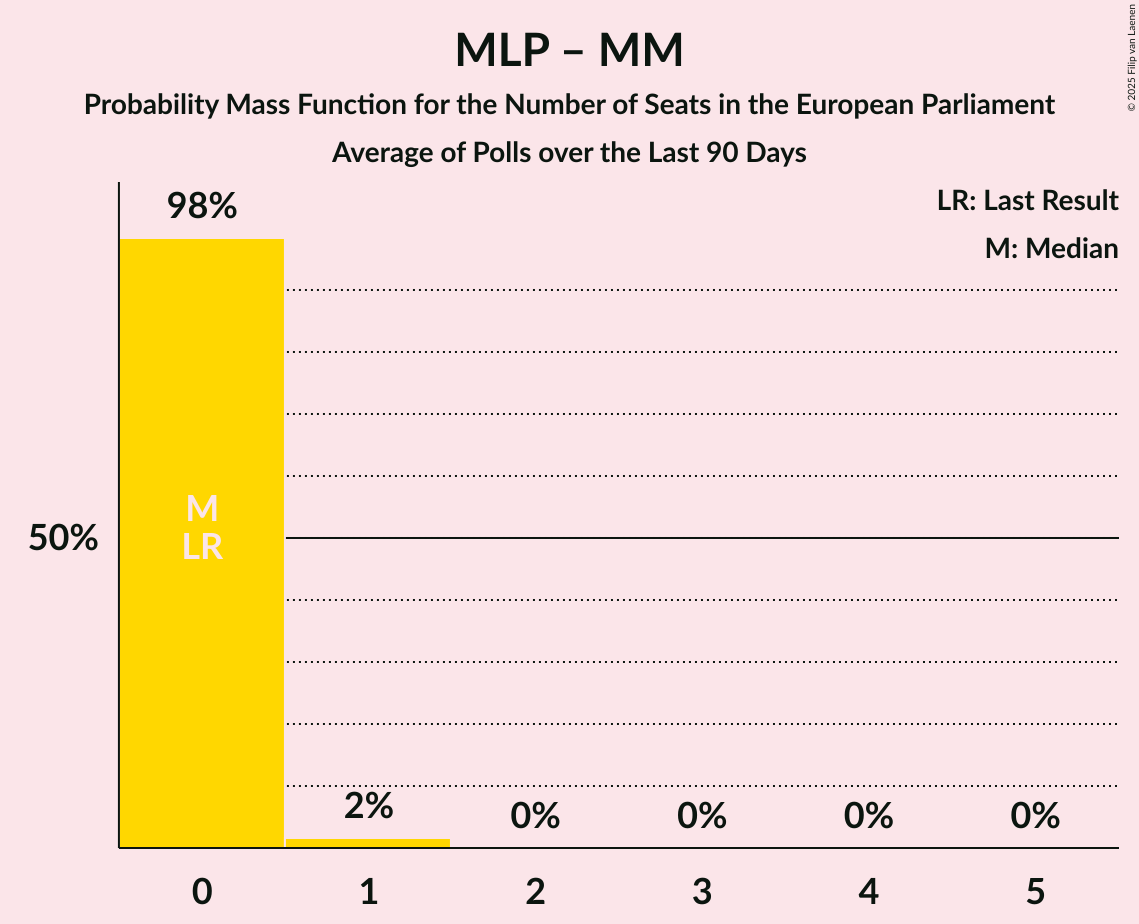 MLP – MM
Probability Mass Function for the Number of Seats in the European Parliament
Average of Polls over the Last 90 Days
© 2025 Filip van Laenen
LR: Last Result
M: Median
98%
M
LR
50%
2%
0%
0%
0%
0%
0
1
2
3
4
5